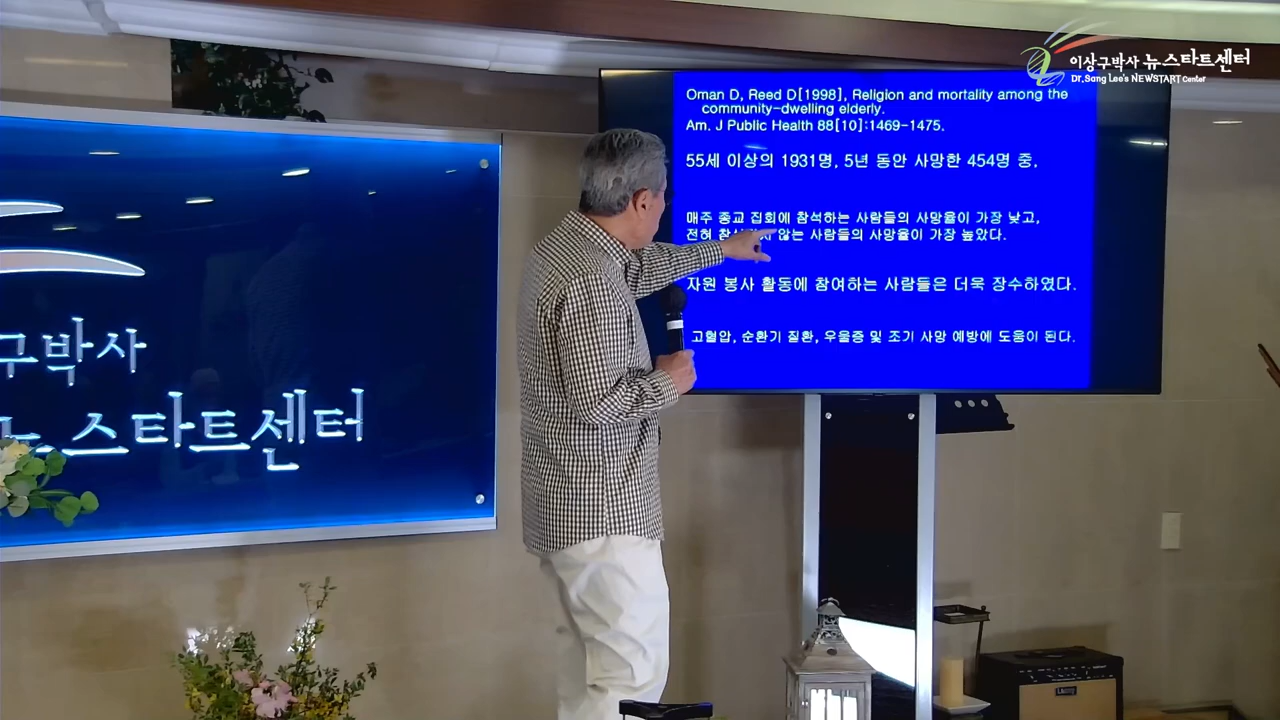 이상구박사 뉴스타트센터
Dr.Sang Lee's NEWSTART Center
Oman D, Reed D[1998], Religion and mortality among the
community-dwelling elderly.
Am. J Public Health 88[10]:1469-1475.
55세 이상의 1931명, 5년 동안 사망한 454명 중,
매주 종교 집회에 참석하는 사람들의 사망율이 가장 낮고,
전혀 않는 사람들의 사망율이 가장 높았다.
자원 봉사 활동에 참여하는 사람들은 더욱 장수하였다.
고혈압, 순환기 질환, 우울증 및 조기 사망 예방에 도움이 된다.
구박사
뉴스타트센터
Laney